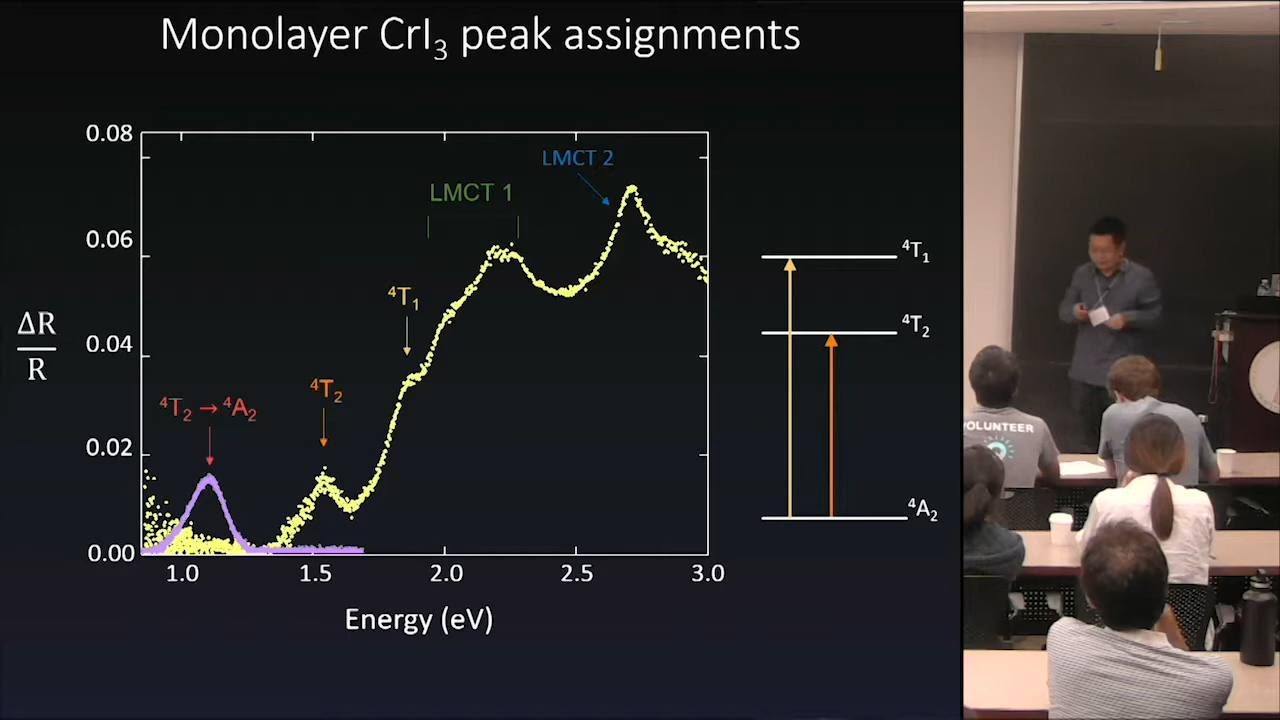 Monolayer CrI₃ peak assignments
0.08
0.06
0.04
0.02
0.00
ΔR
R
1.0 1.5 2.0 2.5 3.0
Energy (eV)
⁴T₂ → ⁴A₂
⁴T₂
⁴T₁
LMCT 1
LMCT 2
⁴T₁
⁴T₂
⁴A₂
VOLUNTEER